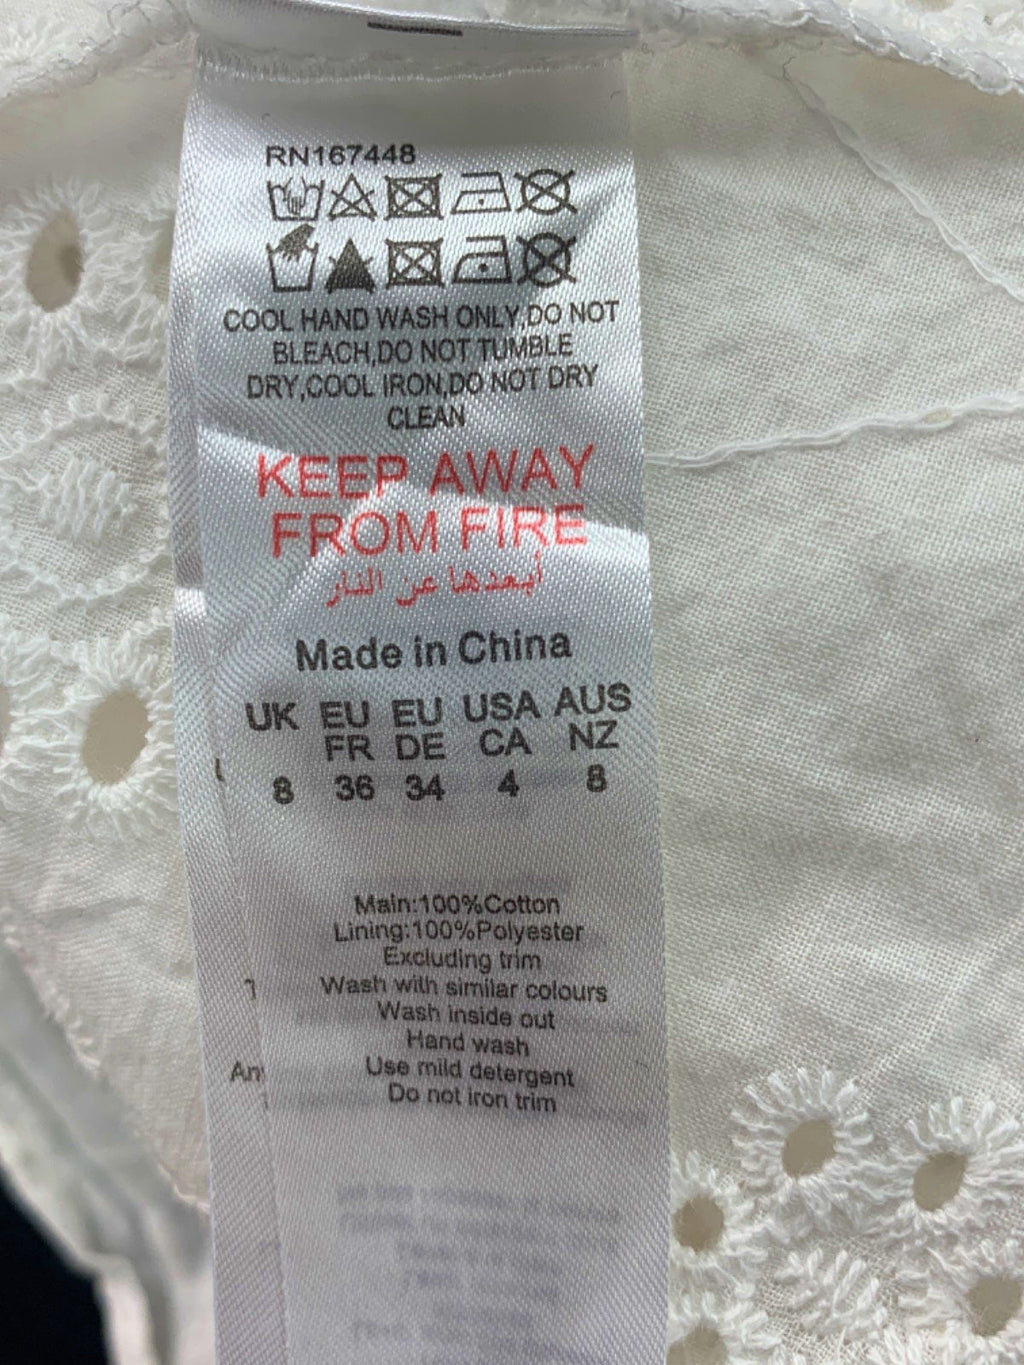 RN167448
COOL HAND WASH ONLY,DO NOT
BLEACH,DO NOT TUMBLE
DRY,COOL IRON,DO NOT DRY
CLEAN
KEEP AWAY
FROM FIRE
أبعدها عن النار
Made in China
UK EU EU USA AUS
FR DE CA NZ
8 36 34 4 8
Main:100%Cotton
Lining:100%Polyester
Excluding trim
Wash with similar colours
Wash inside out
Hand wash
Use mild detergent
Do not iron trim